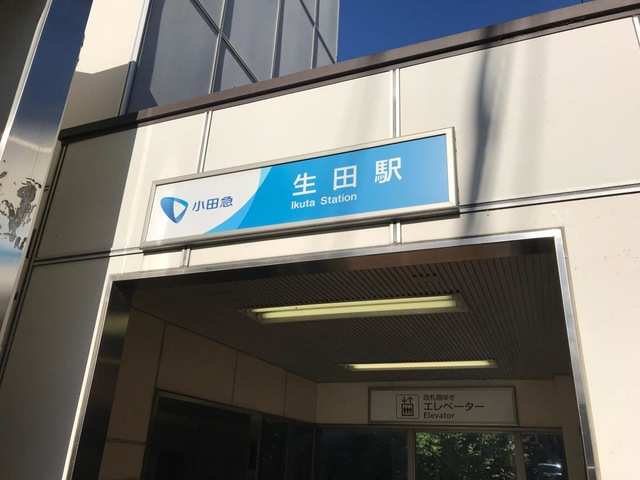 小田急
生田駅
Ikuta Station
改札階ゆき
エレベーター
Elevator